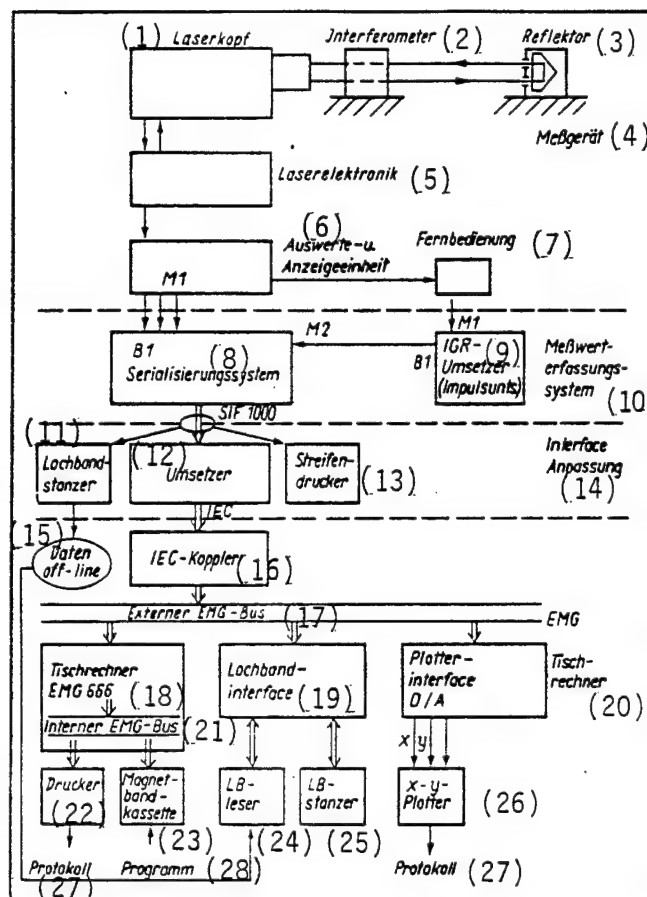 (1) Laserkopf
Interferometer (2)
Reflektor (3)
Meßgerät (4)
Laserelektronik (5)
(6)
Auswerte-u.
Anzeigeeinheit
Fernbedienung (7)
M1
M2
M1
B1 (8)
Serialisierungssystem
B1
IGR- (9)
Umsetzer
(Impulsunts)
Meßwert-
erfassungs-
system (10)
SIF 1000
(11)
Lochband-
stanzer
(12)
Umsetzer
Streifen-
drucker (13)
Interface
Anpassung
(14)
IEC
(15)
Daten
off-line
IEC-Kopplerr
(16)
Externer EMG-Bus (17)
EMG
Tischrechner
EMG 666 (18)
Interner EMG-Bus (21)
Lochband-
interface (19)
Plotter-
interface
D/A
Tisch-
rechner
(20)
x y
Drucker
(22)
Magnet-
band-
kassette
(23)
LB-
leser
(24)
LB-
stanzer
(25)
x-y-
Plotter
(26)
Protokoll
(27)
Programm (28)
Protokoll (27)